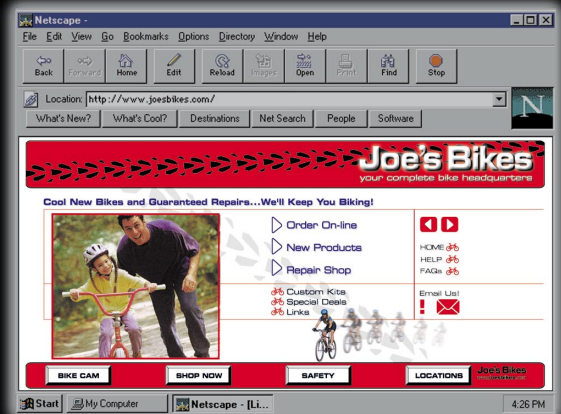 Netscape -
File Edit View Go Bookmarks Options Directory Window Help
Back Forward Home Edit Reload Images Open Print Find Stop
Location: http://www.joesbikes.com/
N
What's New? What's Cool? Destinations Net Search People Software
Joe's Bikes
your complete bike headquarters
Cool New Bikes and Guaranteed Repairs...We'll Keep You Biking!
Order On-line
New Products
Repair Shop
Custom Kits
Special Deals
Links
HOME
HELP
FAQs
Email Us!
!
BIKE CAM SHOP NOW SAFETY LOCATIONS Joe's Bikes
Start My Computer Netscape - [Li... 4:26 PM